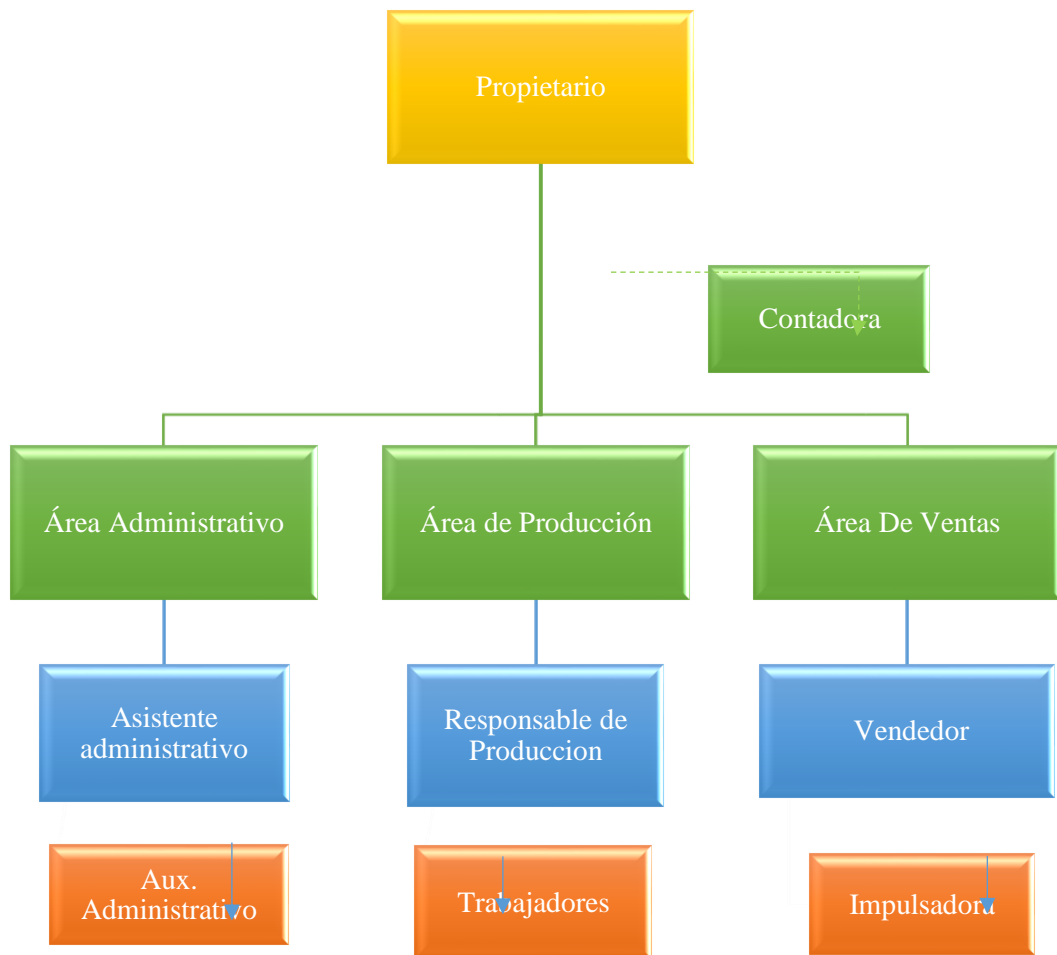 Propietario
Contadora
Área Administrativo
Área de Producción
Área De Ventas
Asistente
administrativo
Responsable de
Produccion
Vendedor
Aux.
Administrativo
Trabajadores
Impulsadora